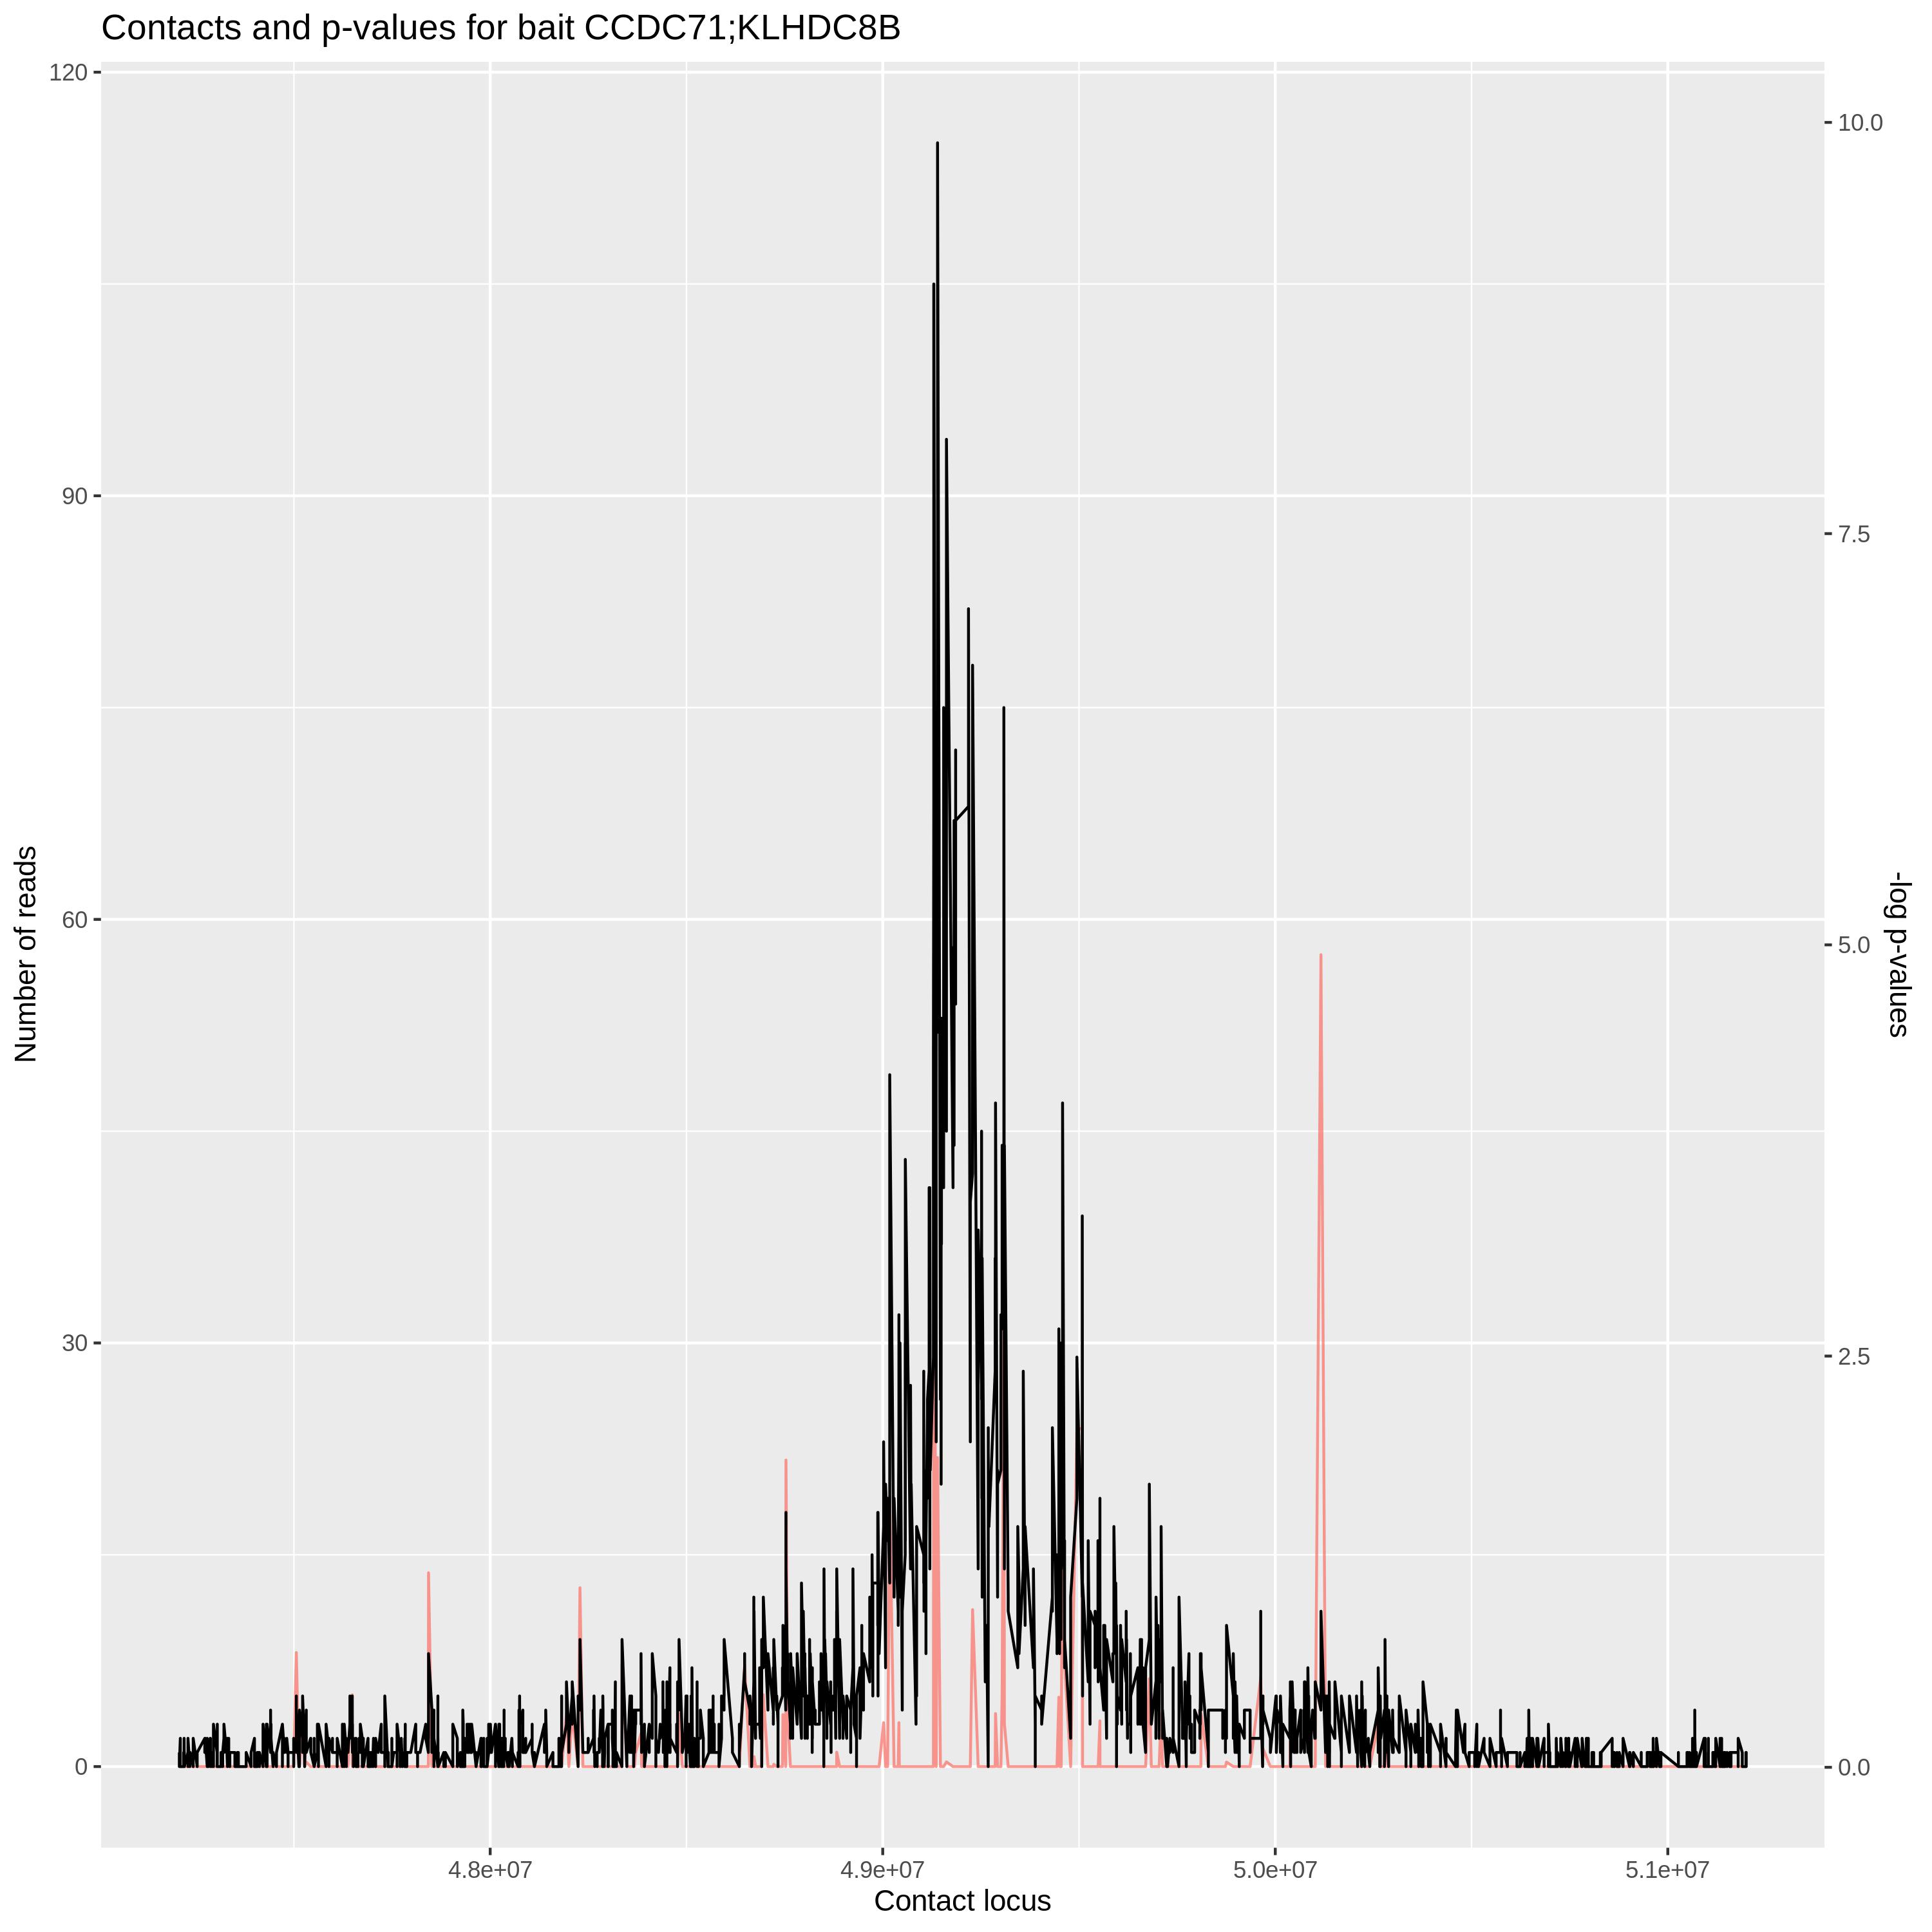 Contacts and p-values for bait CCDC71;KLHDC8B
120
90
60
30
0
Number of reads
10.0
7.5
5.0
2.5
0.0
-log p-values
4.8e+07
4.9e+07
5.0e+07
5.1e+07
Contact locus